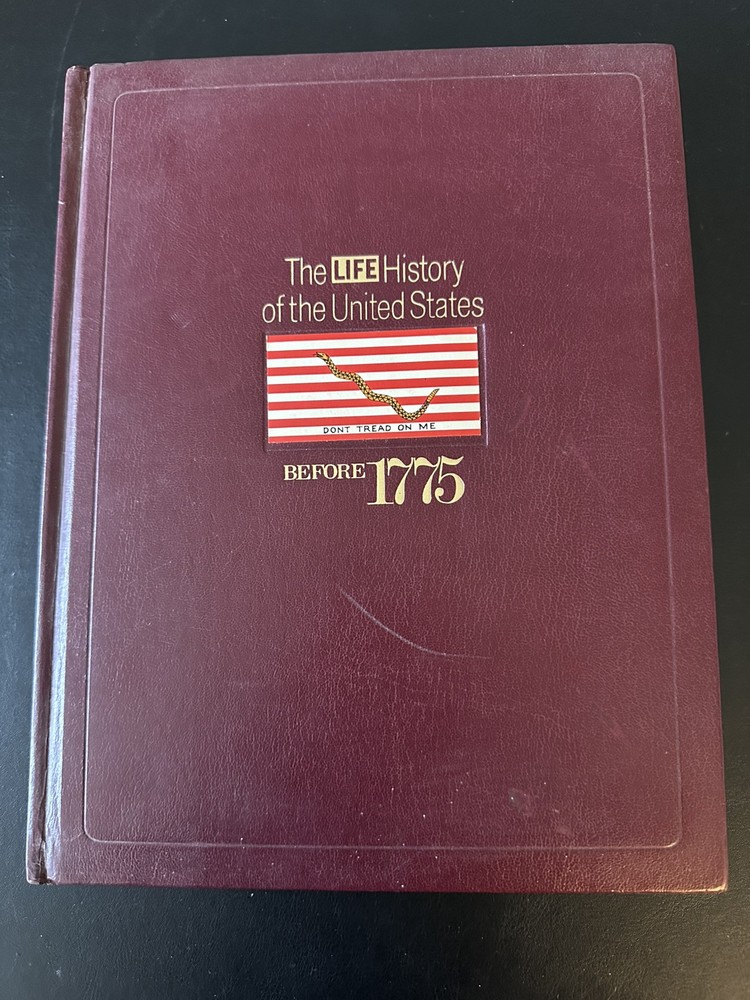 The LIFE History
of the United States
DONT TREAD ON ME
BEFORE 1775